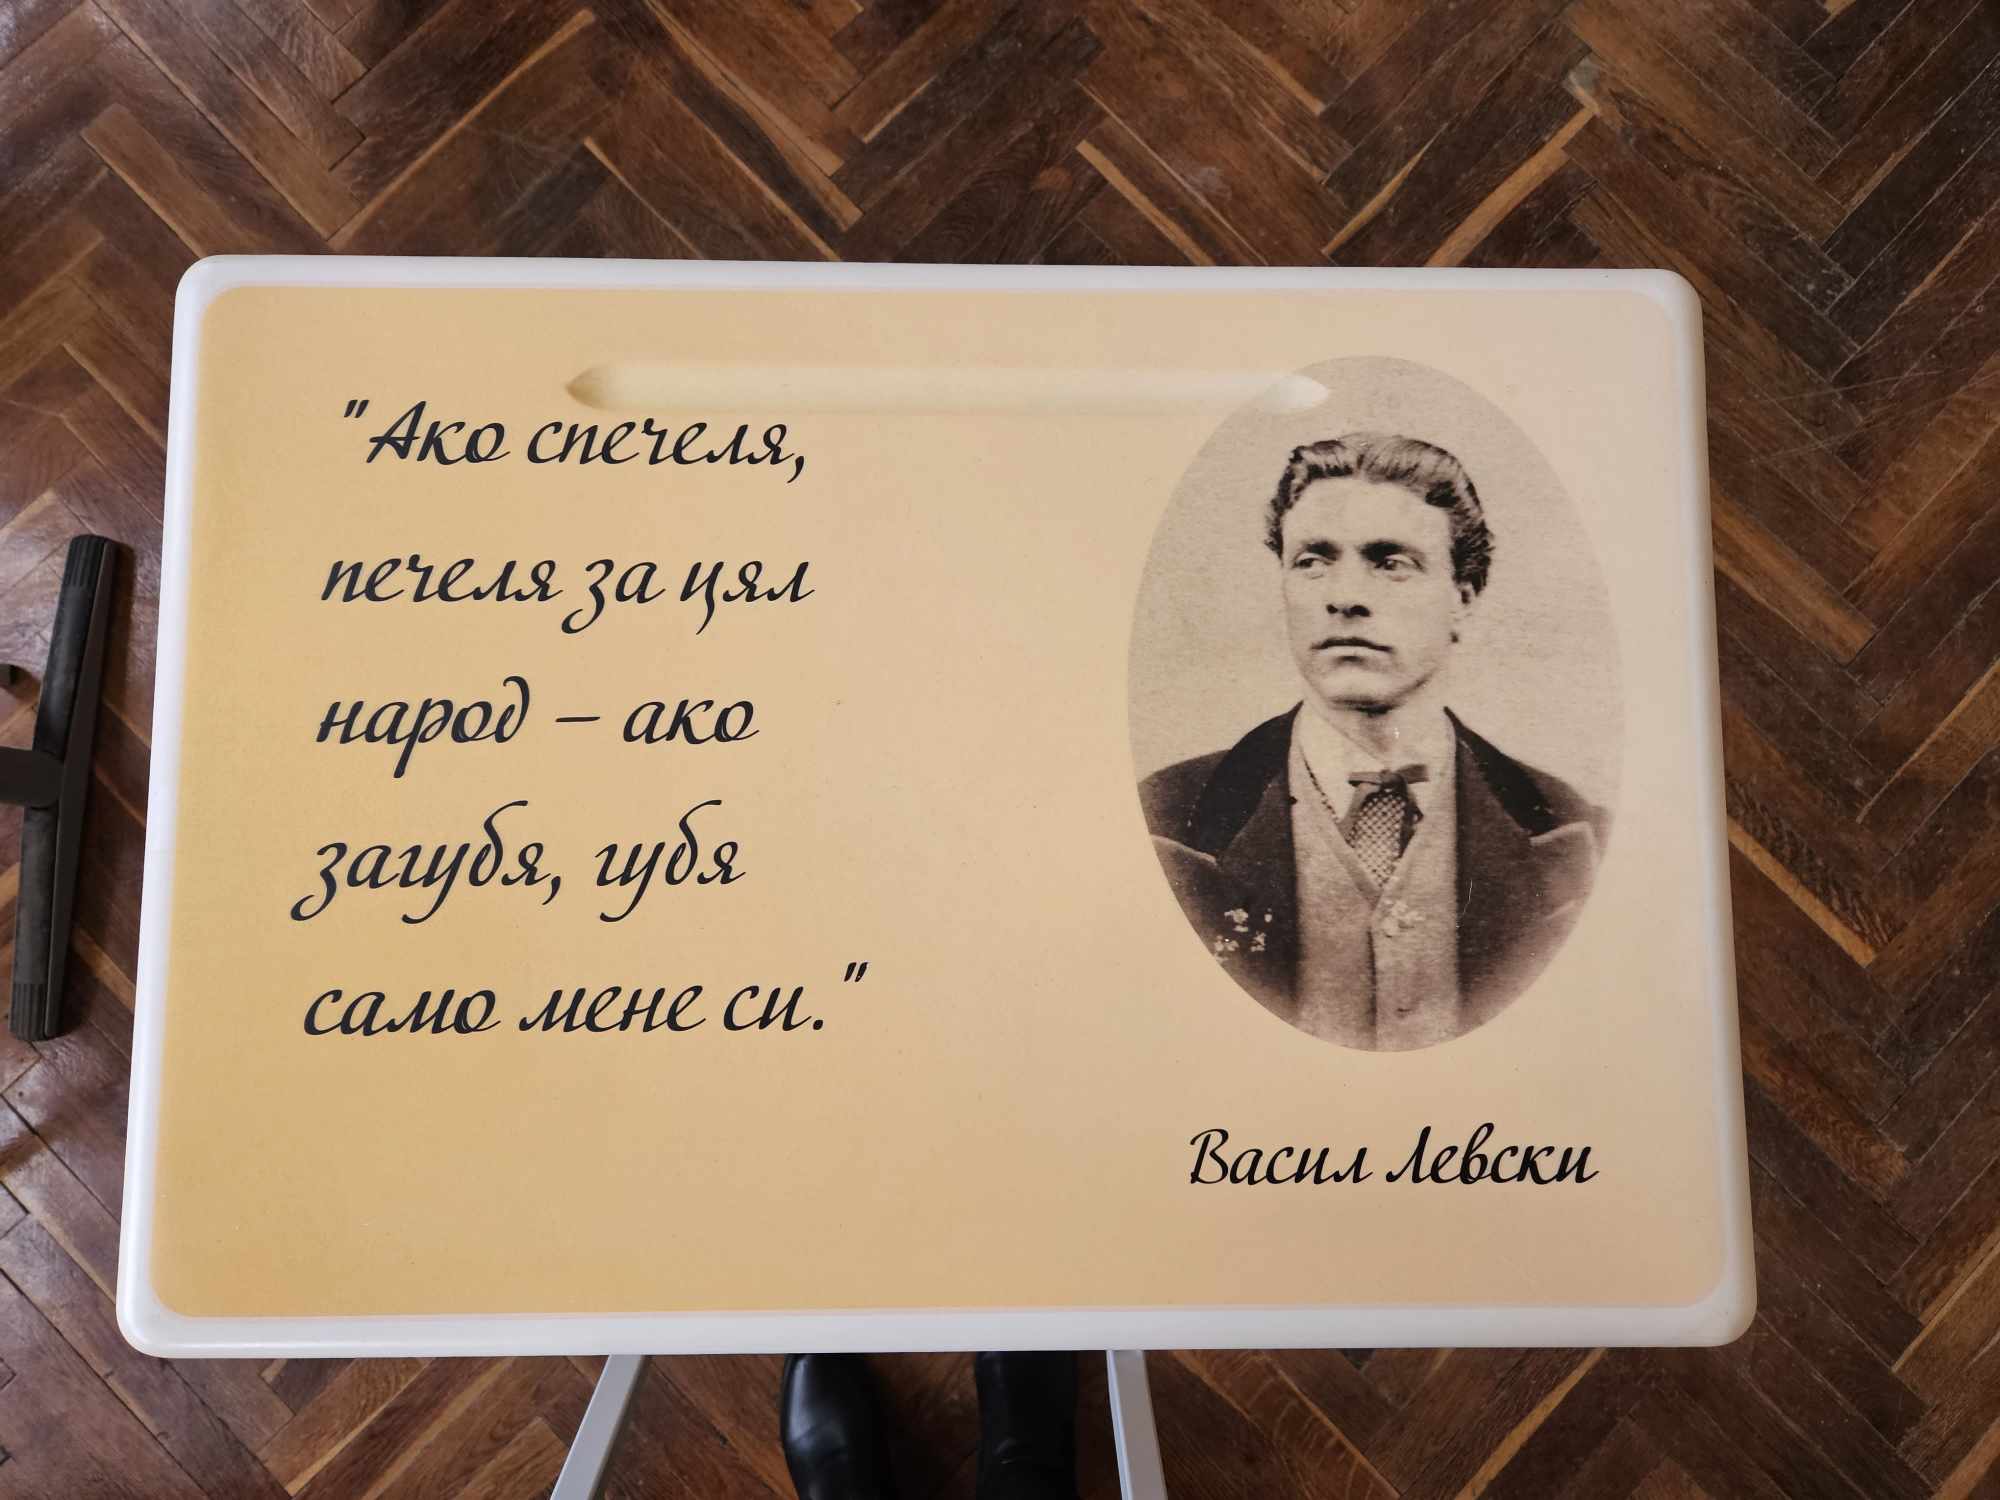 "Ако спечеля,
печеля за цял
народ – ако
загубя, губя
само мене си."
Васил Левски